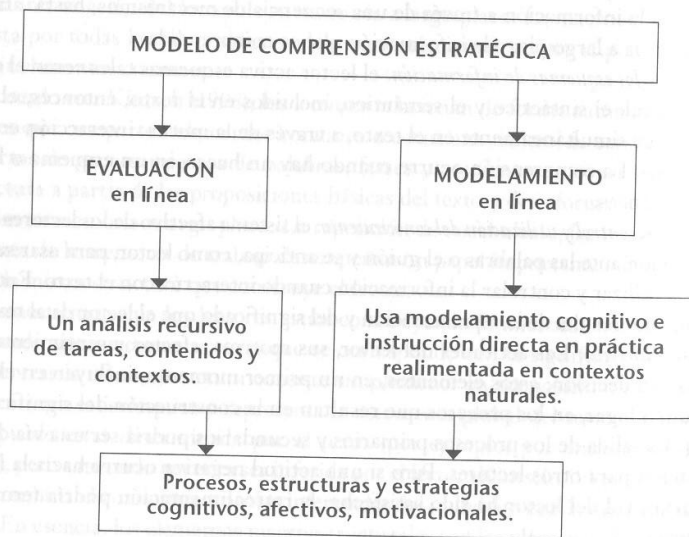 MODELO DE COMPRENSIÓN ESTRATÉGICA
EVALUACIÓN
en línea
MODELAMIENTO
en línea
Un análisis recursivo
de tareas, contenidos y
contextos.
Usa modelamiento cognitivo e
instrucción directa en práctica
realimentada en contextos
naturales.
Procesos, estructuras y estrategias
cognitivos, afectivos, motivacionales.